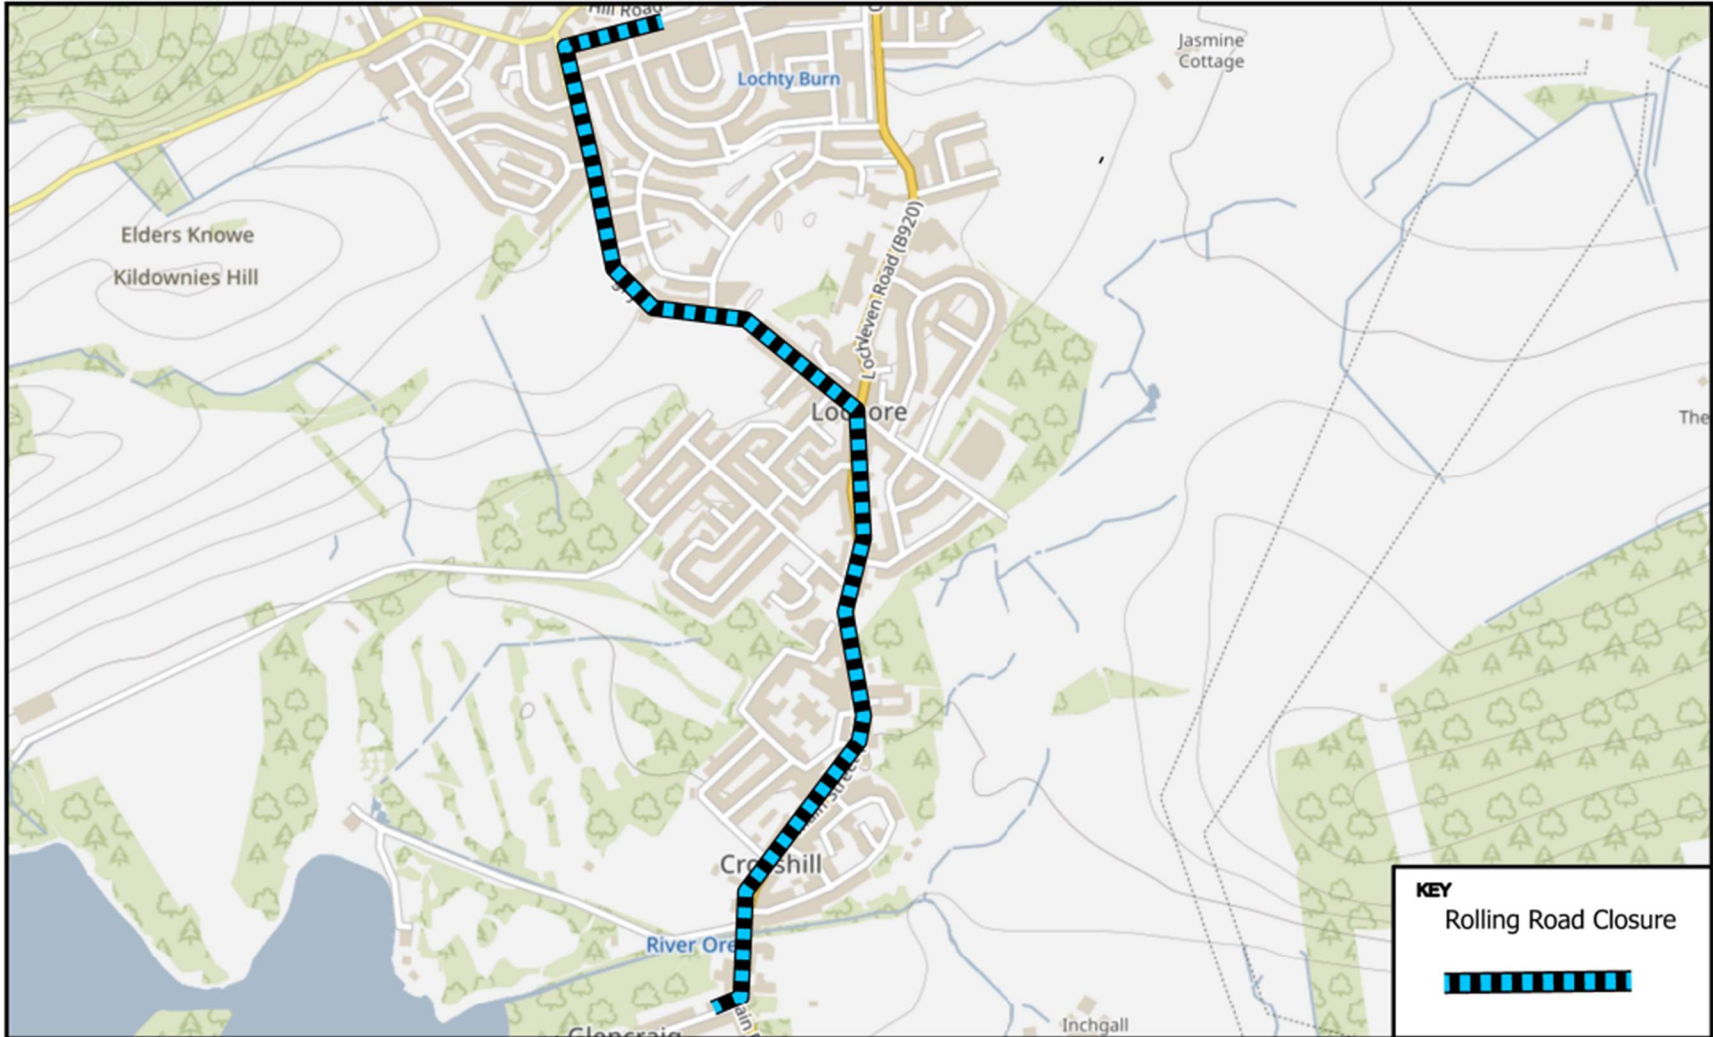 Hill Road
Jasmine
Cottage
Lochty Burn
Elders Knowe
Kildownies Hill
Lochleven Road (B920)
The
River Ore
Inchgall
KEY
Rolling Road Closure